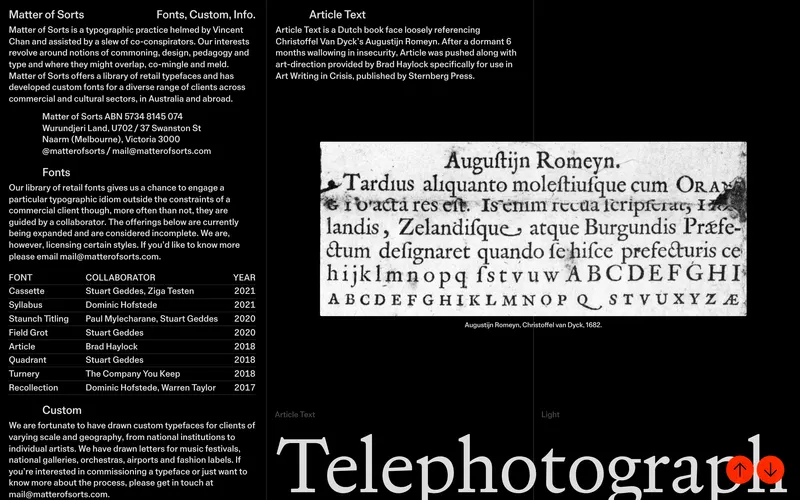 Matter of Sorts
Fonts, Custom, Info.
Matter of Sorts is a typographic practice helmed by Vincent
Chan and assisted by a slew of co-conspirators. Our interests
revolve around notions of commoning, design, pedagogy and
type and where they might overlap, co-mingle and meld.
Matter of Sorts offers a library of retail typefaces and has
developed custom fonts for a diverse range of clients across
commercial and cultural sectors, in Australia and abroad.
Matter of Sorts ABN 5734 8145 074
Wurundjeri Land, U702 / 37 Swanston St
Naarm (Melbourne), Victoria 3000
@matterofsorts / mail@matterofsorts.com
Fonts
Our library of retail fonts gives us a chance to engage a
particular typographic idiom outside the constraints of a
commercial client though, more often than not, they are
guided by a collaborator. The offerings below are currently
being expanded and are considered incomplete. We are,
however, licensing certain styles. If you'd like to know more
please email mail@matterofsorts.com.
FONT COLLABORATOR YEAR
Cassette Stuart Geddes, Ziga Testen 2021
Syllabus Dominic Hofstede 2021
Staunch Titling Paul Mylecharane, Stuart Geddes 2020
Field Grot Stuart Geddes 2020
Article Brad Haylock 2018
Quadrant Stuart Geddes 2018
Turnery The Company You Keep 2018
Recollection Dominic Hofstede, Warren Taylor 2017
Custom
We are fortunate to have drawn custom typefaces for clients of
varying scale and geography, from national institutions to
individual artists. We have drawn letters for music festivals,
national galleries, orchestras, airports and fashion labels. If
you're interested in commissioning a typeface or just want to
know more about the process, please get in touch at
mail@matterofsorts.com.
Article Text
Article Text is a Dutch book face loosely referencing
Christoffel Van Dyck's Augustijn Romeyn. After a dormant 6
months wallowing in insecurity, Article was pushed along with
art-direction provided by Brad Haylock specifically for use in
Art Writing in Crisis, published by Sternberg Press.
Auguſtijn Romeyn.
Tardius aliquanto moleſtiuſque cum
res eſt. Is enim recta ſcripſerat,
landis, Zelandiſque atque Burgundis Præfe-
ctum deſignaret quando ſe hiſce prefecturis ce
h i j k l m n o p q ſ s t v u w A B C D E F G H I
A B C D E F G H I K L M N O P Q S T V U X Y Z Æ
Augustijn Romeyn, Christoffel van Dyck, 1682.
Article Text
Light
Telephotograph